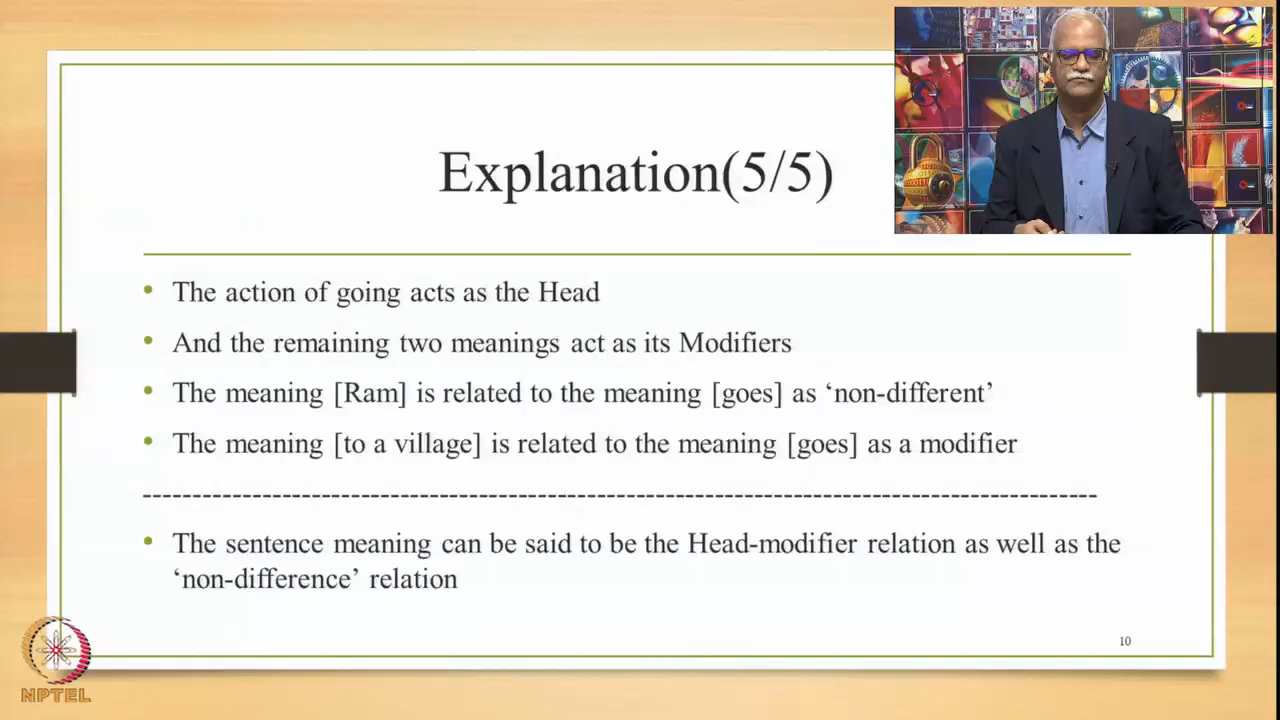 Explanation(5/5)
• The action of going acts as the Head
• And the remaining two meanings act as its Modifiers
• The meaning [Ram] is related to the meaning [goes] as ‘non-different’
• The meaning [to a village] is related to the meaning [goes] as a modifier
--------------------------------------------------------------------------------------------
• The sentence meaning can be said to be the Head-modifier relation as well as the
‘non-difference’ relation
10
NPTEL